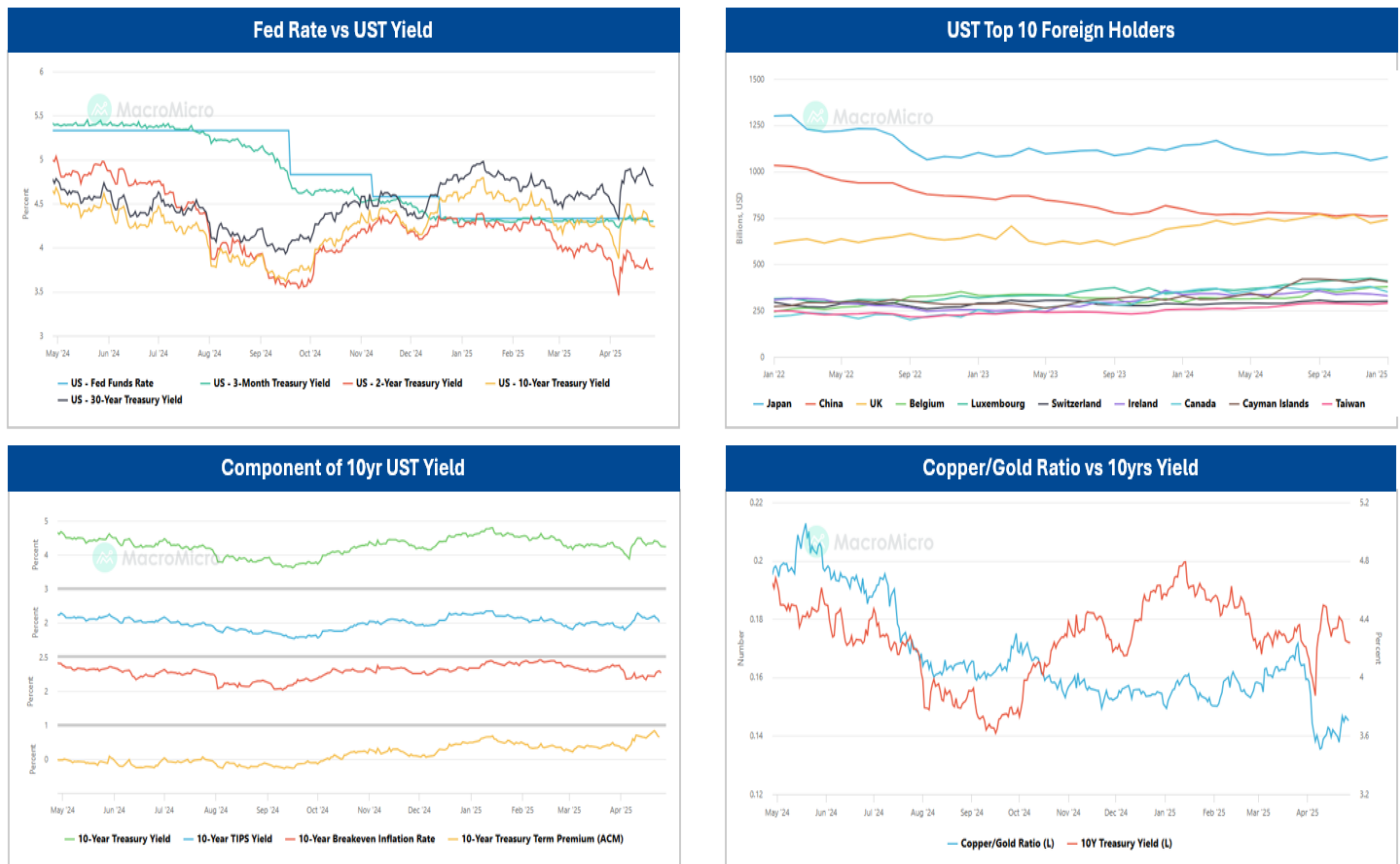 Fed Rate vs UST Yield
6
5.5
5
4.5
4
3.5
3
Percent
MacroMicro
May '24 Jun '24 Jul '24 Aug '24 Sep '24 Oct '24 Nov '24 Dec '24 Jan '25 Feb '25 Mar '25 Apr '25
US - Fed Funds Rate US - 3-Month Treasury Yield US - 2-Year Treasury Yield US - 10-Year Treasury Yield
US - 30-Year Treasury Yield
UST Top 10 Foreign Holders
1500
1250
1000
750
500
250
0
Billions, USD
MacroMicro
Jan '22 May '22 Sep '22 Jan '23 May '23 Sep '23 Jan '24 May '24 Sep '24 Jan '25
Japan China UK Belgium Luxembourg Switzerland Ireland Canada Cayman Islands Taiwan
Component of 10yr UST Yield
5
4
3
2
2.5
2
1
0
Percent
Percent
Percent
Percent
MacroMicro
May '24 Jun '24 Jul '24 Aug '24 Sep '24 Oct '24 Nov '24 Dec '24 Jan '25 Feb '25 Mar '25 Apr '25
10-Year Treasury Yield 10-Year TIPS Yield 10-Year Breakeven Inflation Rate 10-Year Treasury Term Premium (ACM)
Copper/Gold Ratio vs 10yrs Yield
0.22
0.2
0.18
0.16
0.14
0.12
Number
MacroMicro
5.2
4.8
4.4
4
3.6
3.2
Percent
May '24 Jun '24 Jul '24 Aug '24 Sep '24 Oct '24 Nov '24 Dec '24 Jan '25 Feb '25 Mar '25 Apr '25
Copper/Gold Ratio (L) 10Y Treasury Yield (L)